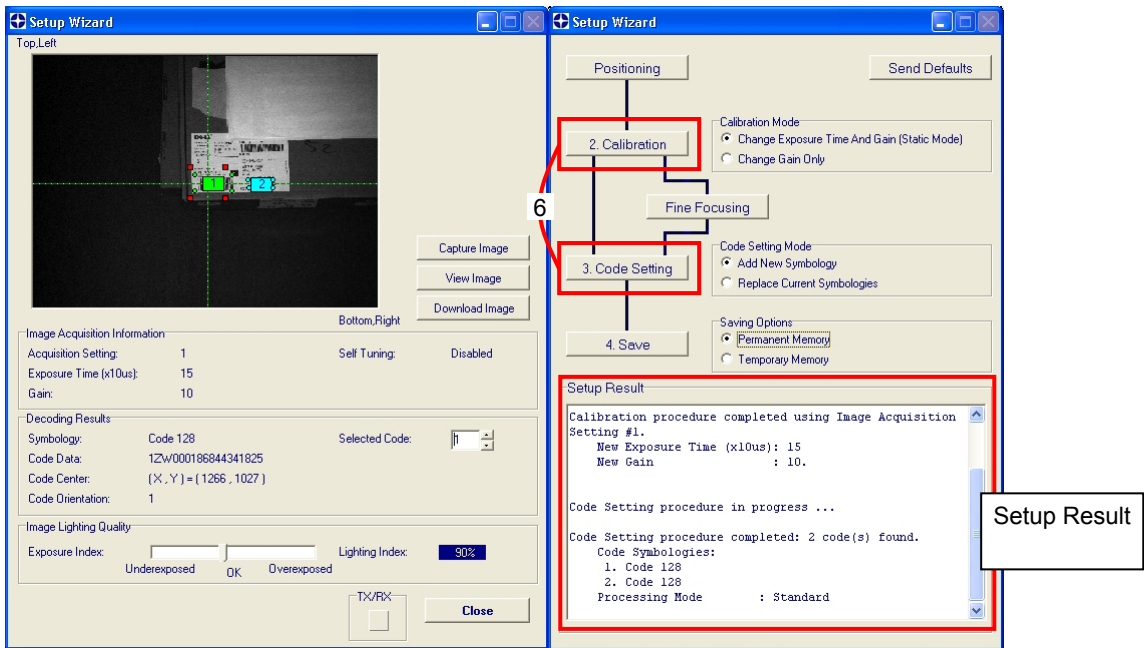 Setup Wizard
Top,Left
1
2
Capture Image
View Image
Download Image
Bottom,Right
Image Acquisition Information
Acquisition Setting: 1 Self Tuning: Disabled
Exposure Time (x10us): 15
Gain: 10
Decoding Results
Symbology: Code 128 Selected Code: 1
Code Data: 1ZW000186844341825
Code Center: ( X , Y ) = ( 1266 , 1027 )
Code Orientation: 1
Image Lighting Quality
Exposure Index: Lighting Index: 90%
Underexposed OK Overexposed
TX/RX
Close
Setup Wizard
Positioning
Send Defaults
2. Calibration
Calibration Mode
Change Exposure Time And Gain (Static Mode)
Change Gain Only
6
Fine Focusing
3. Code Setting
Code Setting Mode
Add New Symbology
Replace Current Symbologies
4. Save
Saving Options
Permanent Memory
Temporary Memory
Setup Result
Calibration procedure completed using Image Acquisition
Setting #1.
New Exposure Time (x10us): 15
New Gain : 10.
Code Setting procedure in progress ...
Code Setting procedure completed: 2 code(s) found.
Code Symbologies:
1. Code 128
2. Code 128
Processing Mode : Standard
Setup Result